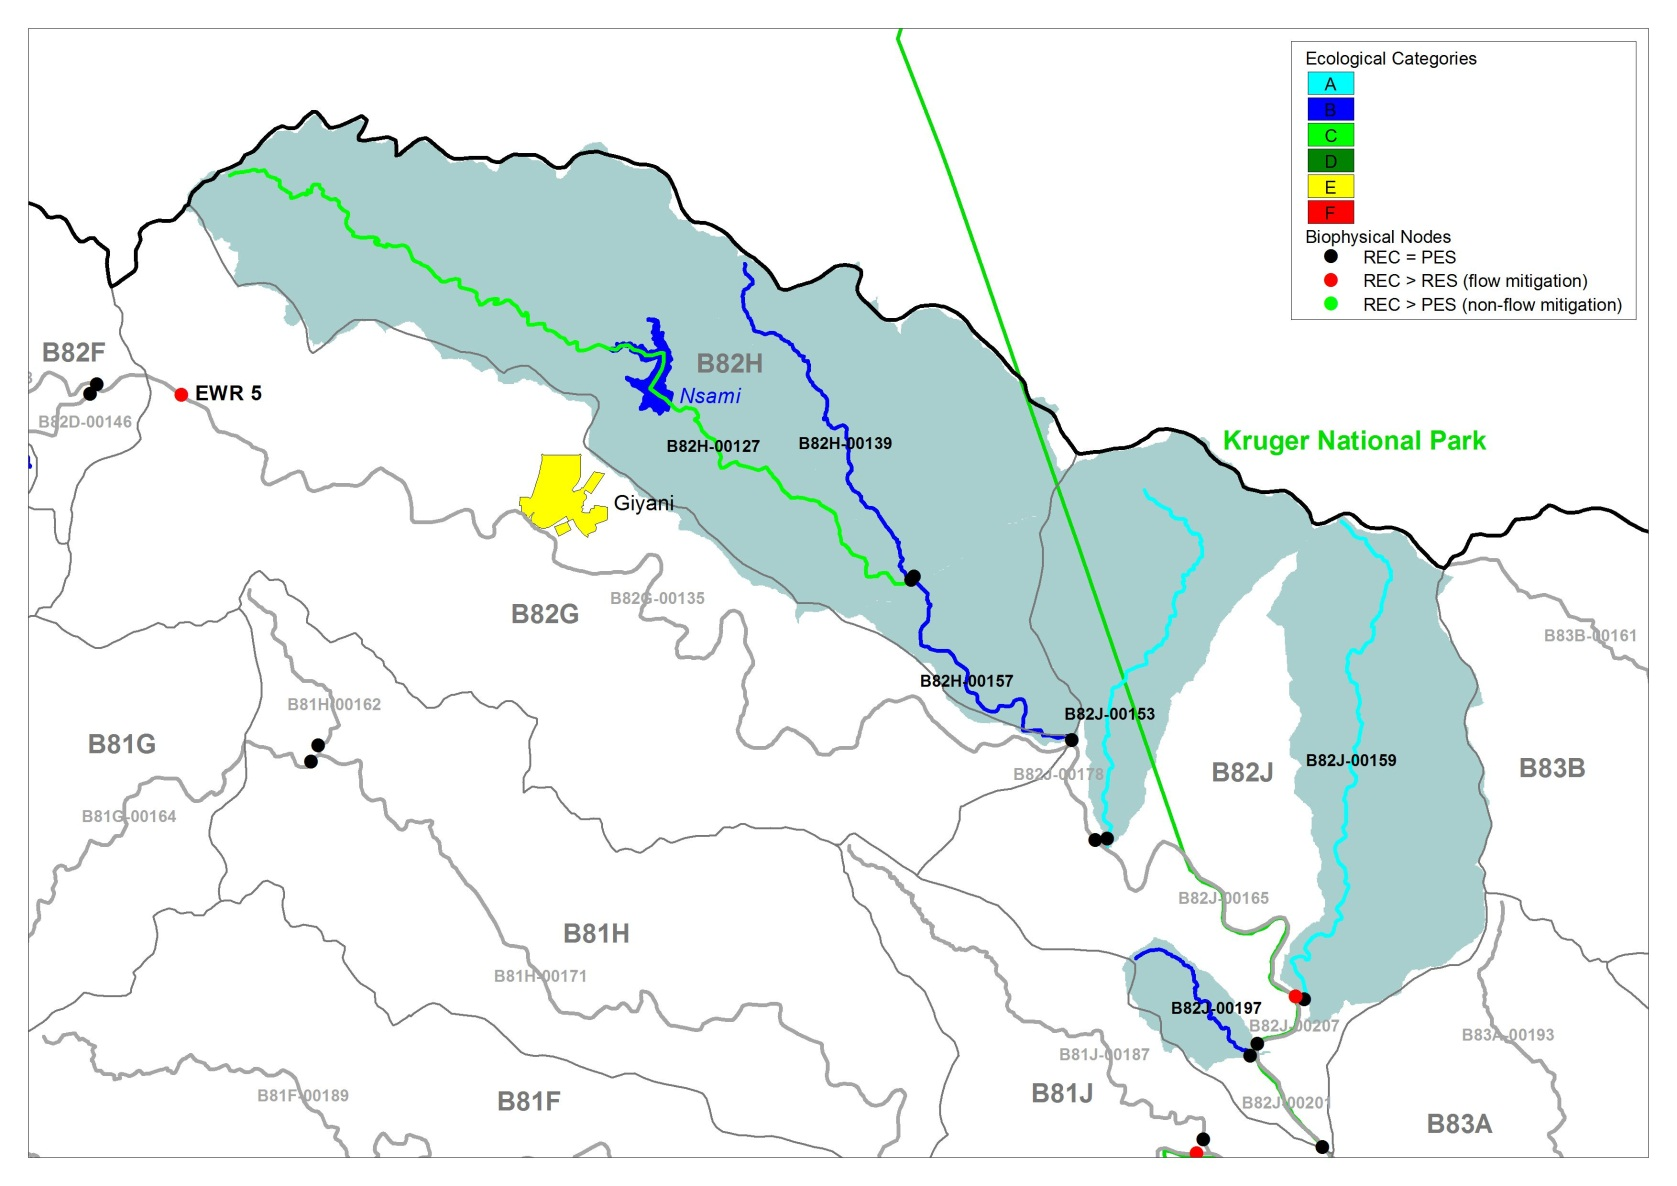 Ecological Categories
A
B
C
D
E
F
Biophysical Nodes
REC = PES
REC > RES (flow mitigation)
REC > PES (non-flow mitigation)
B82F
EWR 5
B82D-00146
B82H
Nsami
B82H-00127
B82H-00139
Kruger National Park
Giyani
B82G
B82G-00135
B83B-00161
B82H-00157
B81H-00162
B82J-00153
B81G
B82J-00178
B82J
B82J-00159
B83B
B81G-00164
B82J-00165
B81H
B81H-00171
B82J-00197
B82J-00207
B83A-00193
B81J-00187
B81F-00189
B81F
B81J
B82J-00201
B83A